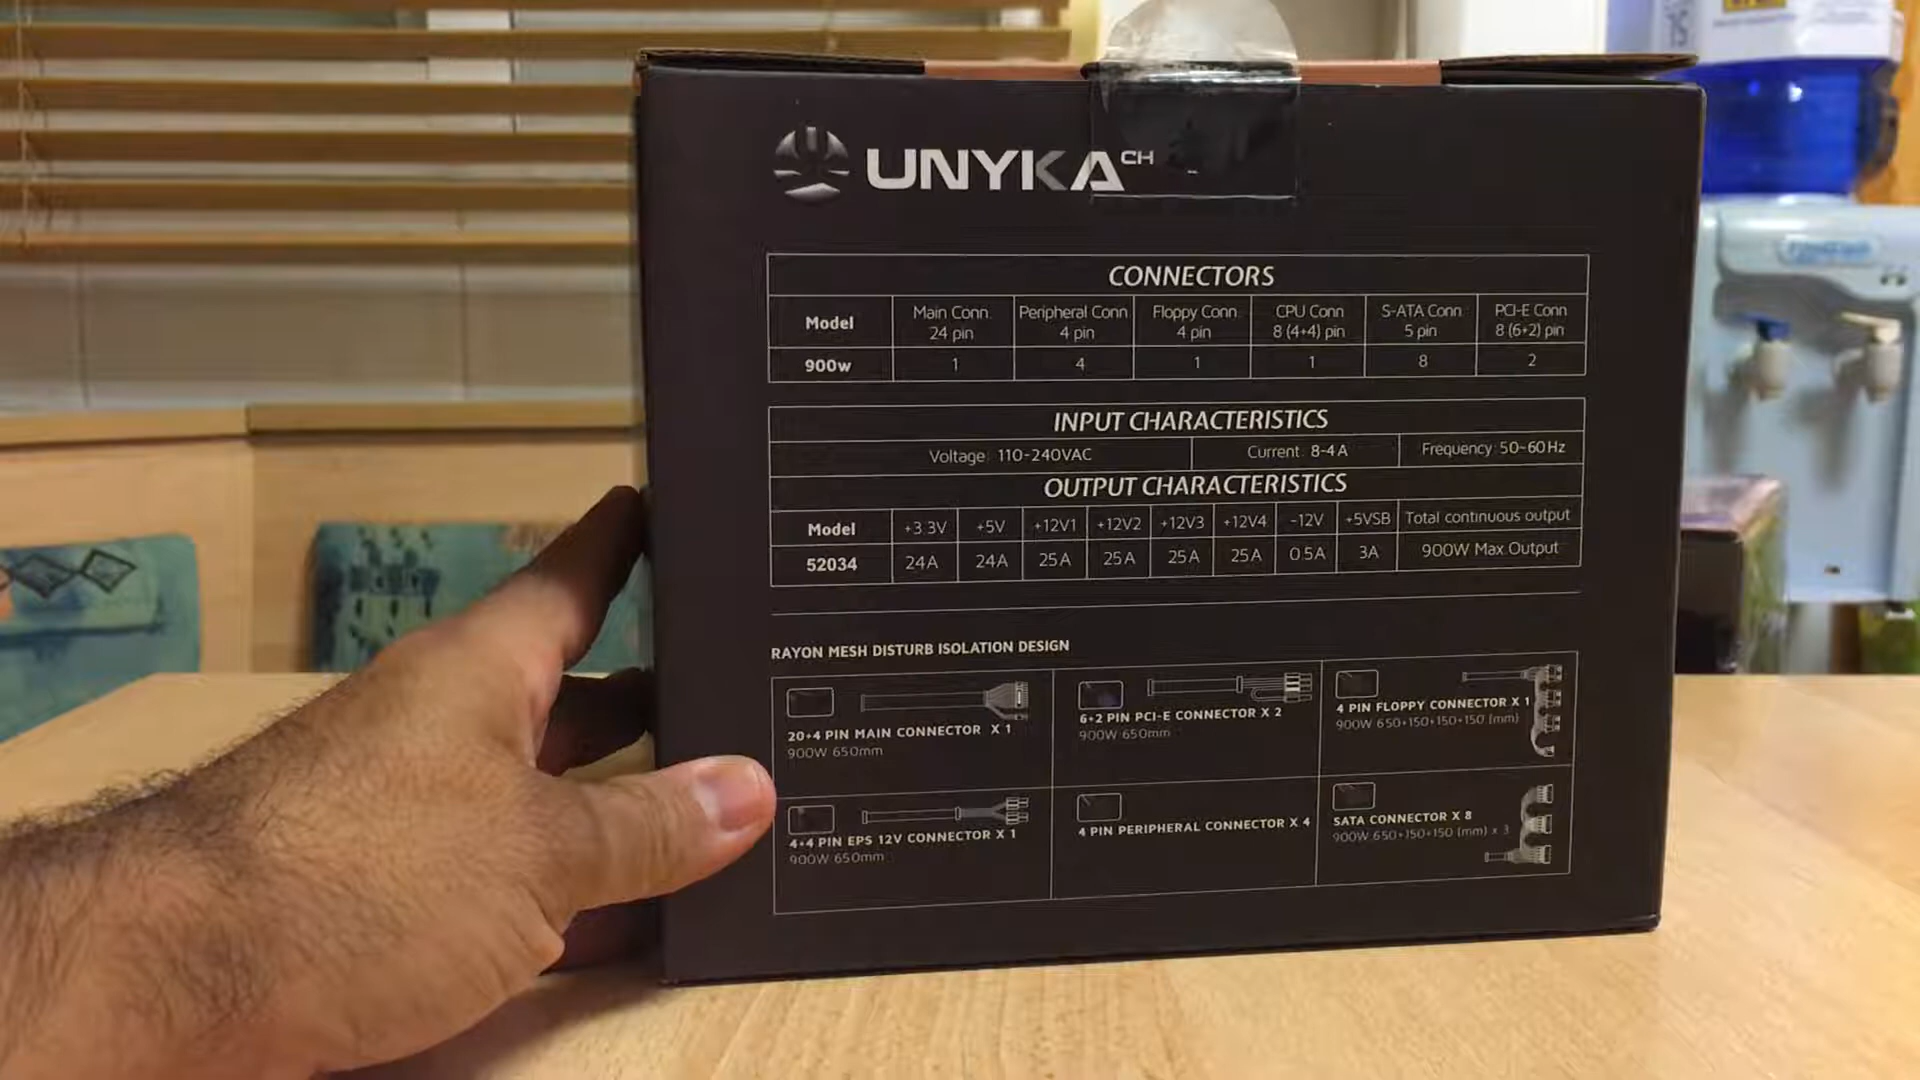 UNYKA CH
CONNECTORS
Model
Main Conn.
24 pin
Peripheral Conn
4 pin
Floppy Conn
4 pin
CPU Conn
8 (4+4) pin
S-ATA Conn
5 pin
PCI-E Conn
8 (6+2) pin
900w 1 4 1 1 8 2
INPUT CHARACTERISTICS
Voltage: 110-240VAC Current: 8-4A Frequency: 50~60Hz
OUTPUT CHARACTERISTICS
Model +3.3V +5V +12V1 +12V2 +12V3 +12V4 -12V +5VSB Total continuous output
52034 24A 24A 25A 25A 25A 25A 0.5A 3A 900W Max.Output
RAYON MESH DISTURB ISOLATION DESIGN
20+4 PIN MAIN CONNECTOR X 1
900W 650mm
6+2 PIN PCI-E CONNECTOR X 2
900W 650mm
4 PIN FLOPPY CONNECTOR X 1
900W 650+150+150+150 (mm)
4+4 PIN EPS 12V CONNECTOR X 1
900W 650mm
4 PIN PERIPHERAL CONNECTOR X 4
SATA CONNECTOR X 8
900W 650+150+150 (mm) x 3